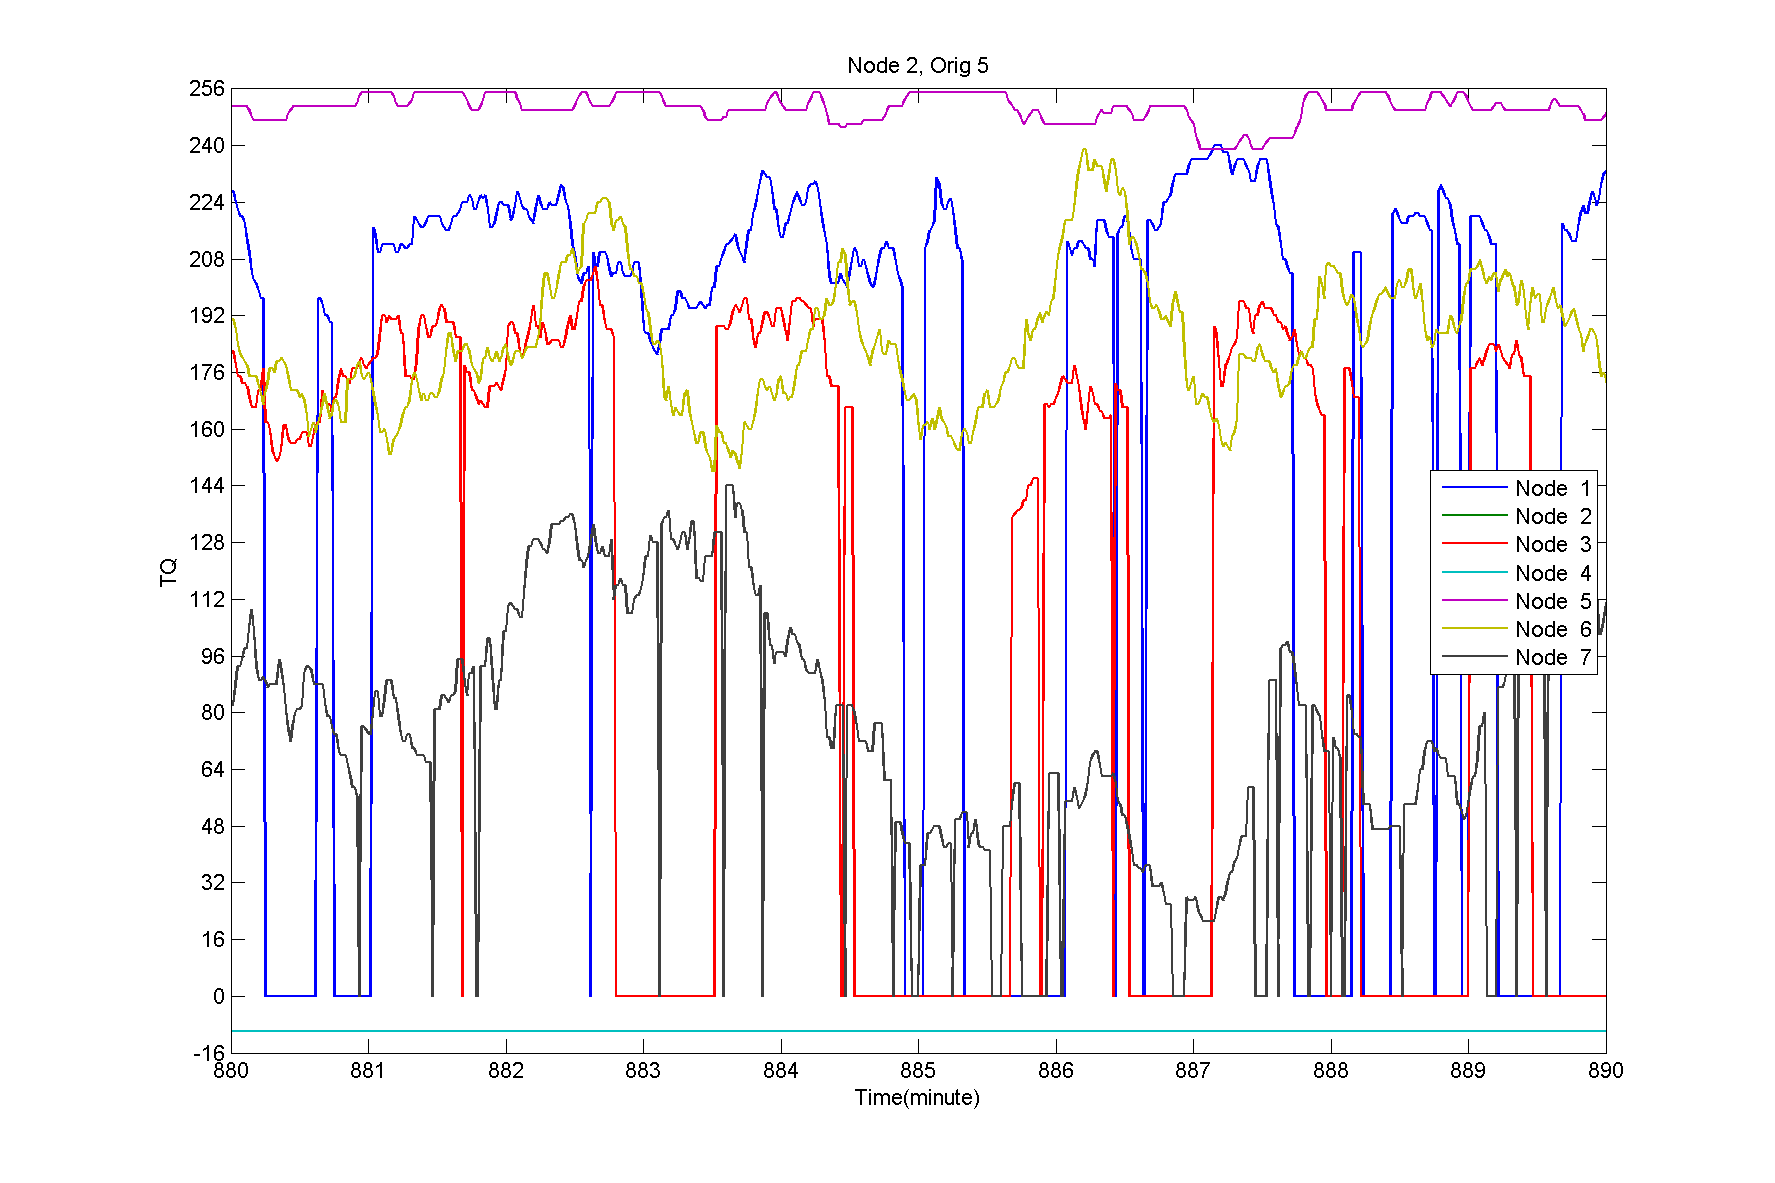 Node 2, Orig 5
256
240
224
208
192
176
160
144
128
112
96
80
64
48
32
16
0
-16
TQ
Node 1
Node 2
Node 3
Node 4
Node 5
Node 6
Node 7
880 881 882 883 884 885 886 887 888 889 890
Time(minute)